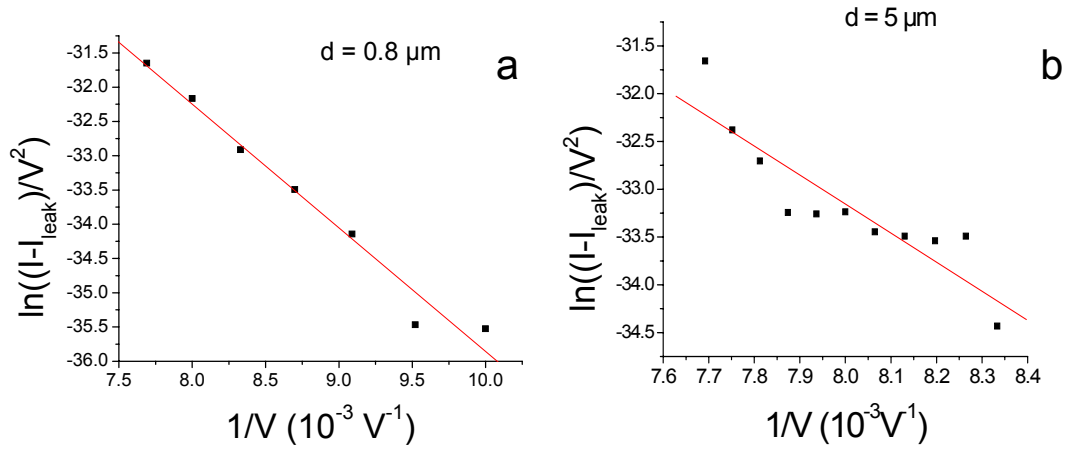 d = 0.8 µm
a
-31.5
-32.0
-32.5
-33.0
-33.5
-34.0
-34.5
-35.0
-35.5
-36.0
ln((I-I_leak)/V^2)
7.5 8.0 8.5 9.0 9.5 10.0
1/V (10^-3 V^-1)
d = 5 µm
b
-31.5
-32.0
-32.5
-33.0
-33.5
-34.0
-34.5
ln((I-I_leak)/V^2)
7.6 7.7 7.8 7.9 8.0 8.1 8.2 8.3 8.4
1/V (10^-3V^-1)